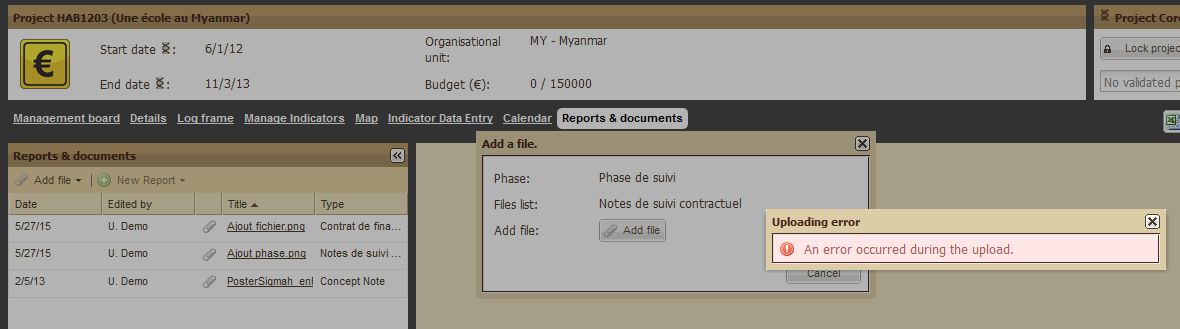 Project HAB1203 (Une école au Myanmar)
Project Cor
Start date : 6/1/12
Organisational unit: MY - Myanmar
Lock projec
End date : 11/3/13
Budget (€): 0 / 150000
No validated p
Management board Details Log frame Manage Indicators Map Indicator Data Entry Calendar Reports & documents
Reports & documents
Add file New Report
Date Edited by Title Type
5/27/15 U. Demo Ajout fichier.png Contrat de fina...
5/27/15 U. Demo Ajout phase.png Notes de suivi ...
2/5/13 U. Demo PosterSigmah_enl Concept Note
Add a file.
Phase: Phase de suivi
Files list: Notes de suivi contractuel
Add file: Add file
Cancel
Uploading error
An error occurred during the upload.